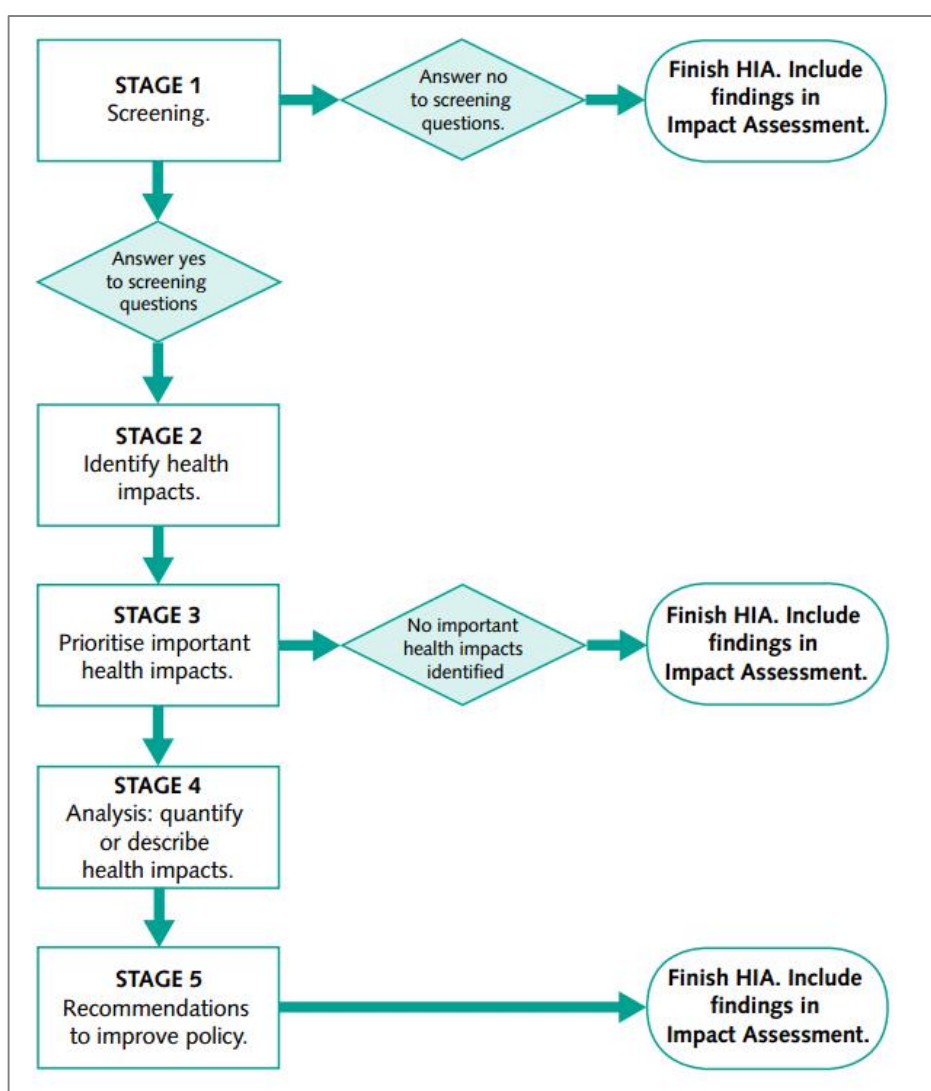 STAGE 1
Screening.
Answer no
to screening
questions.
Finish HIA. Include
findings in
Impact Assessment.
Answer yes
to screening
questions
STAGE 2
Identify health
impacts.
STAGE 3
Prioritise important
health impacts.
No important
health impacts
identified
Finish HIA. Include
findings in
Impact Assessment.
STAGE 4
Analysis: quantify
or describe
health impacts.
STAGE 5
Recommendations
to improve policy.
Finish HIA. Include
findings in
Impact Assessment.